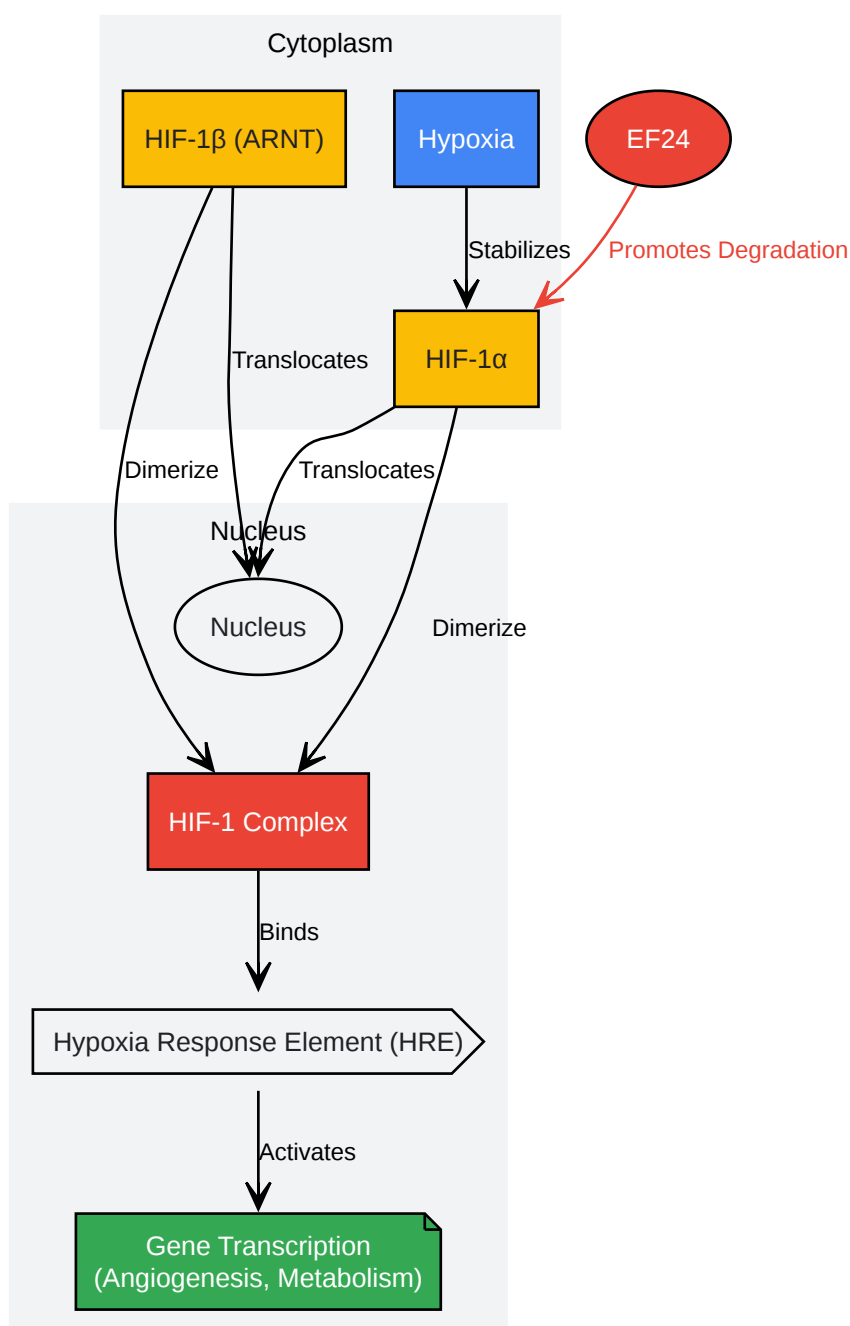 Cytoplasm
HIF-1β (ARNT)
Hypoxia
EF24
Stabilizes
Promotes Degradation
HIF-1α
Translocates
Dimerize
Translocates
Nucleus
Nucleus
Dimerize
HIF-1 Complex
Binds
Hypoxia Response Element (HRE)
Activates
Gene Transcription
(Angiogenesis, Metabolism)